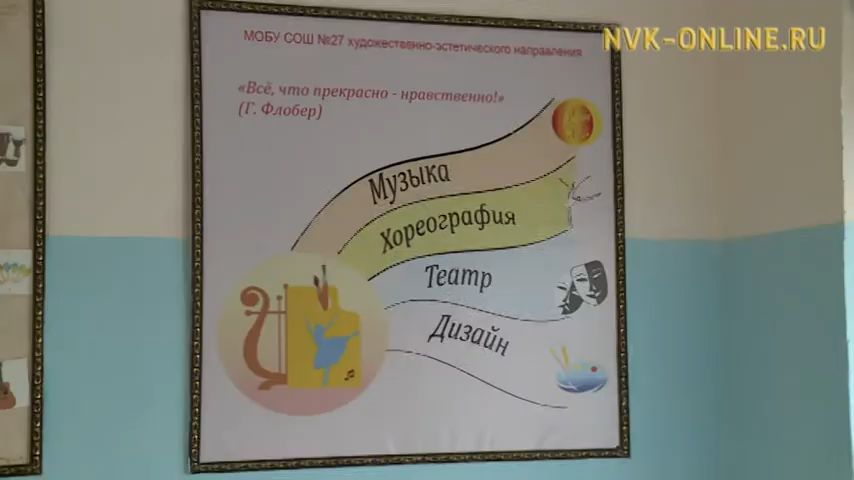 МОБУ СОШ №27 художественно-эстетического направления
NVK-ONLINE.RU
«Всё, что прекрасно - нравственно!»
(Г. Флобер)
Музыка
Хореография
Театр
Дизайн